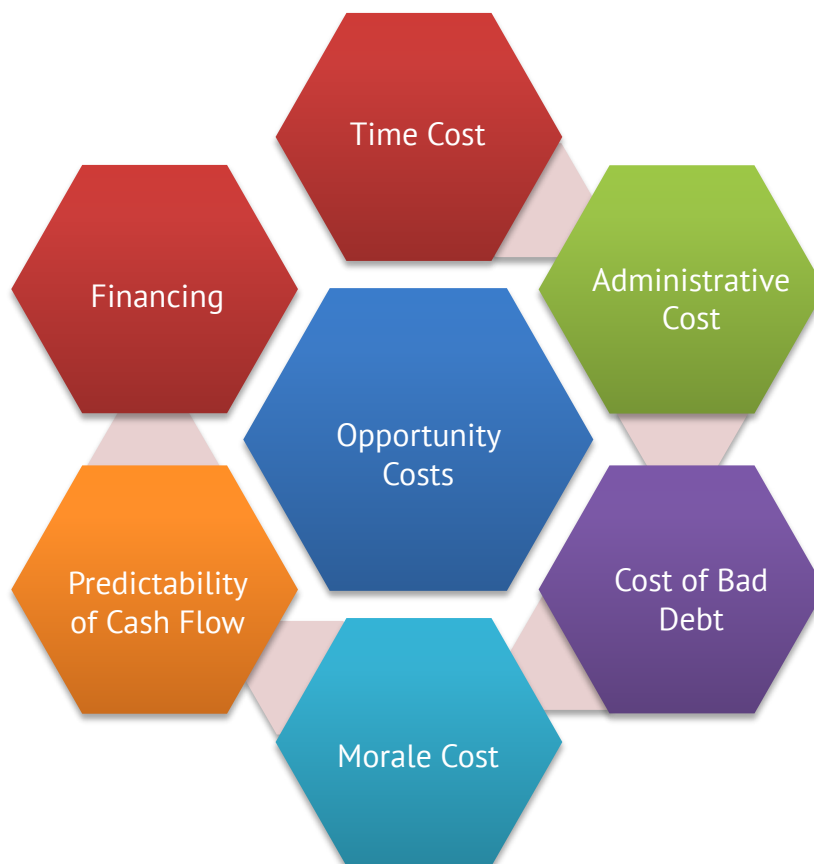 Time Cost
Financing
Administrative
Cost
Opportunity
Costs
Predictability
of Cash Flow
Cost of Bad
Debt
Morale Cost